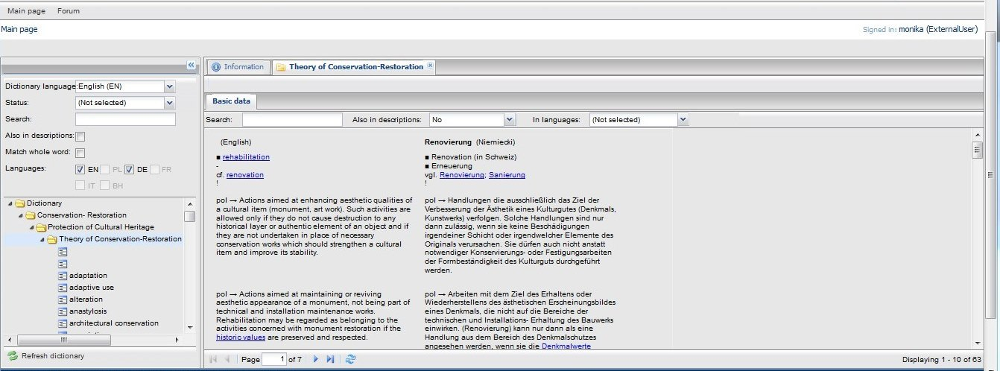 Main page Forum
Main page
Signed in: monika (ExternalUser)
Dictionary language: English (EN)
Status: (Not selected)
Search:
Also in descriptions:
Match whole word:
Languages: EN PL DE FR
IT BH
Dictionary
Conservation- Restoration
Protection of Cultural Heritage
Theory of Conservation-Restoration
adaptation
adaptive use
alteration
anastylosis
architectural conservation
Refresh dictionary
Information Theory of Conservation-Restoration
Basic data
Search: Also in descriptions: No In languages: (Not selected)
(English)
■ rehabilitation
-
cf. renovation
!
pol → Actions aimed at enhancing aesthetic qualities of
a cultural item (monument, art work). Such activities are
allowed only if they do not cause destruction to any
historical layer or authentic element of an object and if
they are not undertaken in place of necessary
conservation works which should strengthen a cultural
item and improve its stability.
pol → Actions aimed at maintaining or reviving
aesthetic appearance of a monument, not being part of
technical and installation maintenance works.
Rehabilitation may be regarded as belonging to the
activities concerned with monument restoration if the
historic values are preserved and respected.
Renovierung (Niemiecki)
■ Renovation (in Schweiz)
■ Erneuerung
vgl. Renovierung; Sanierung
!
pol → Handlungen die ausschließlich das Ziel der
Verbesserung der Ästhetik eines Kulturgutes (Denkmals,
Kunstwerks) verfolgen. Solche Handlungen sind nur
dann zulässig, wenn sie keine Beschädigungen
irgendeiner Schicht oder irgendwelcher Elemente des
Originals verursachen. Sie dürfen auch nicht anstatt
notwendiger Konservierungs- oder Festigungsarbeiten
der Formbeständigkeit des Kulturguts durchgeführt
werden.
pol → Arbeiten mit dem Ziel des Erhaltens oder
Wiederherstellens des ästhetischen Erscheinungsbildes
eines Denkmals, die nicht auf die Bereiche der
technischen und Installations- Erhaltung des Bauwerks
einwirken. (Renovierung) kann nur dann als eine
Handlung aus dem Bereich des Denkmalschutzes
angesehen werden, wenn sie die Denkmalwerte
Page 1 of 7
Displaying 1 - 10 of 63